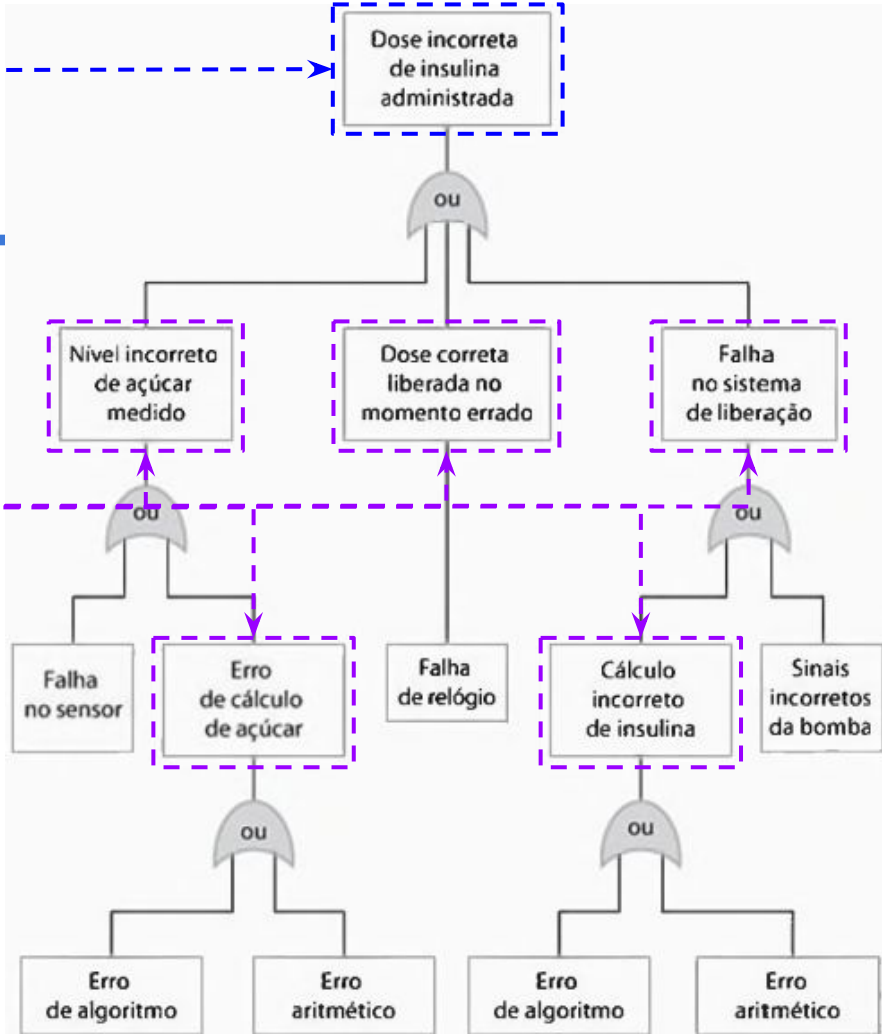 Dose incorreta
de insulina
administrada
ou
Nível incorreto
de açúcar
medido
Dose correta
liberada no
momento errado
Falha
no sistema
de liberação
ou
ou
Falha
no sensor
Erro
de cálculo
de açúcar
Falha
de relógio
Cálculo
incorreto
de insulina
Sinais
incorretos
da bomba
ou
ou
Erro
de algoritmo
Erro
aritmético
Erro
de algoritmo
Erro
aritmético